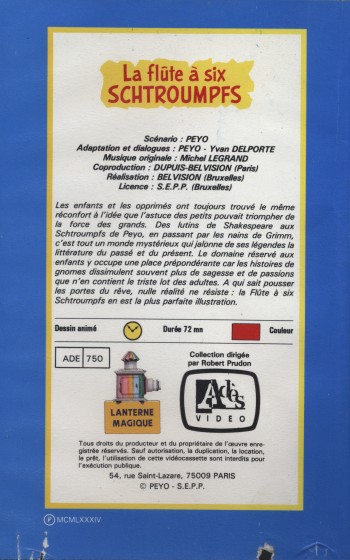 La flûte à six
SCHTROUMPFS
Scénario : PEYO
Adaptation et dialogues : PEYO - Yvan DELPORTE
Musique originale : Michel LEGRAND
Coproduction : DUPUIS-BELVISION (Paris)
Réalisation : BELVISION (Bruxelles)
Licence : S.E.P.P. (Bruxelles)
Les enfants et les opprimés ont toujours trouvé le même
réconfort à l'idée que l'astuce des petits pouvait triompher de
la force des grands. Des lutins de Shakespeare aux
Schtroumpfs de Peyo, en passant par les nains de Grimm,
c'est tout un monde mystérieux qui jalonne de ses légendes la
littérature du passé et du présent. Le domaine réservé aux
enfants y occupe une place prépondérante car les histoires de
gnomes dissimulent souvent plus de sagesse et de passions
que n'en contient le triste lot des adultes. A qui sait pousser
les portes du rêve, nulle réalité ne résiste : la Flûte à six
Schtroumpfs en est la plus parfaite illustration.
Dessin animé Durée 72 mn Couleur
ADE 750
LANTERNE
MAGIQUE
Collection dirigée
par Robert Prudon
Adès
VIDEO
Tous droits du producteur et du propriétaire de l'œuvre enre-
gistrée réservés. Sauf autorisation, la duplication, la location,
le prêt, l'utilisation de cette vidéocassette sont interdits pour
l'exécution publique.
54, rue Saint-Lazare, 75009 PARIS
© PEYO - S.E.P.P.
℗ MCMLXXXIV